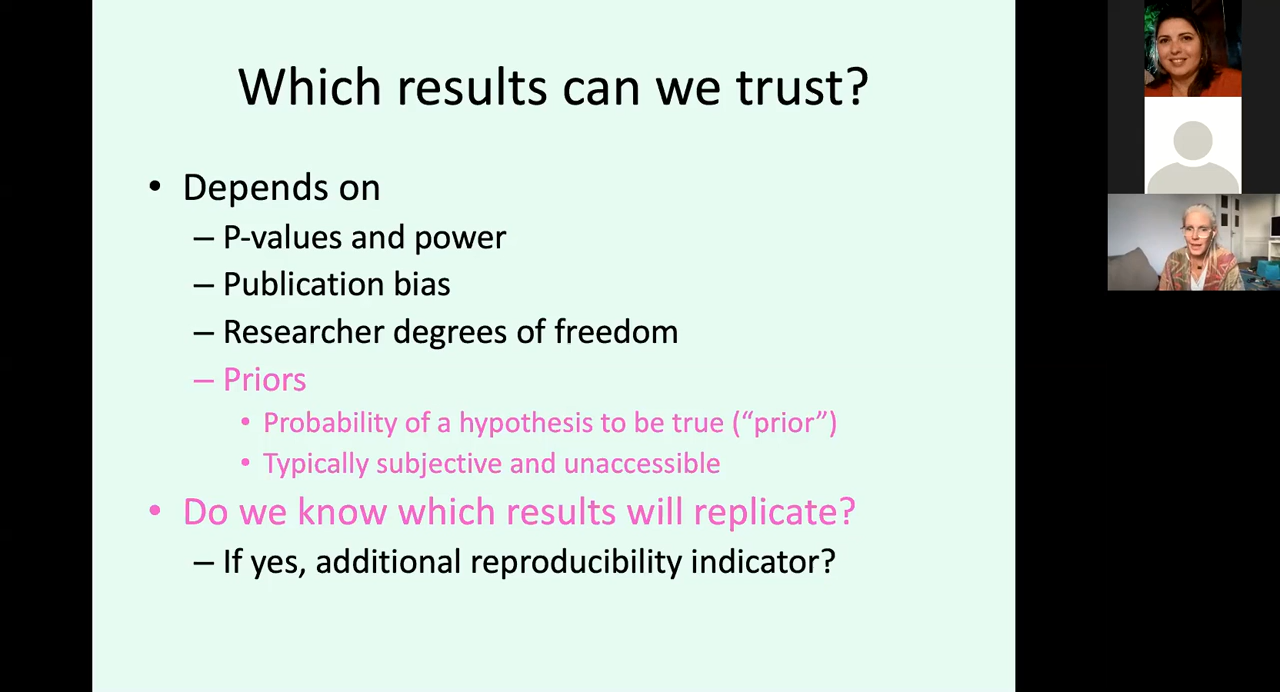 Which results can we trust?
• Depends on
– P-values and power
– Publication bias
– Researcher degrees of freedom
– Priors
• Probability of a hypothesis to be true (“prior”)
• Typically subjective and unaccessible
• Do we know which results will replicate?
– If yes, additional reproducibility indicator?